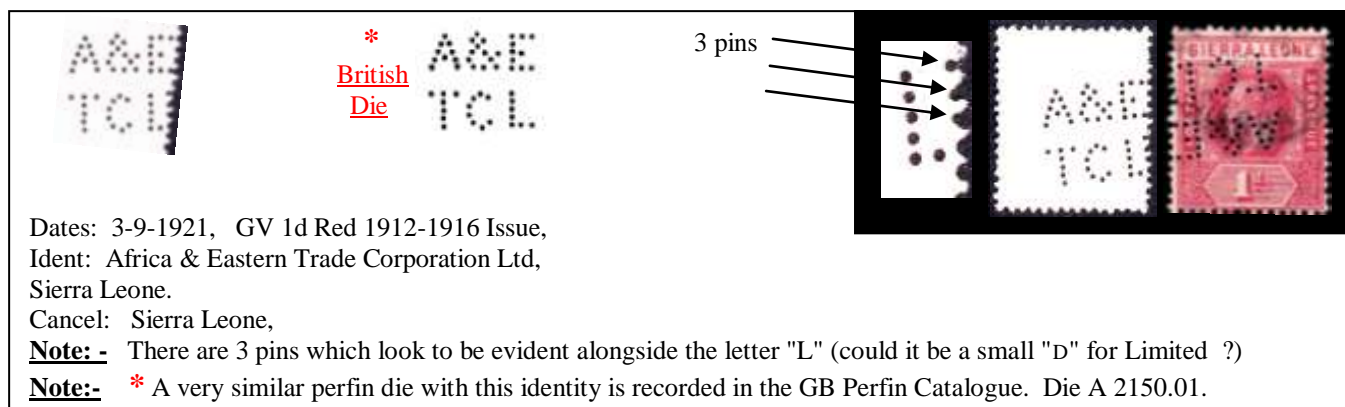 A&E
TCL
*
British
Die
A&E
TCL
3 pins
A&E
TCL
SIERRA LEONE
1d
Dates: 3-9-1921, GV 1d Red 1912-1916 Issue,
Ident: Africa & Eastern Trade Corporation Ltd,
Sierra Leone.
Cancel: Sierra Leone,
Note: - There are 3 pins which look to be evident alongside the letter "L" (could it be a small "D" for Limited ?)
Note:- * A very similar perfin die with this identity is recorded in the GB Perfin Catalogue. Die A 2150.01.